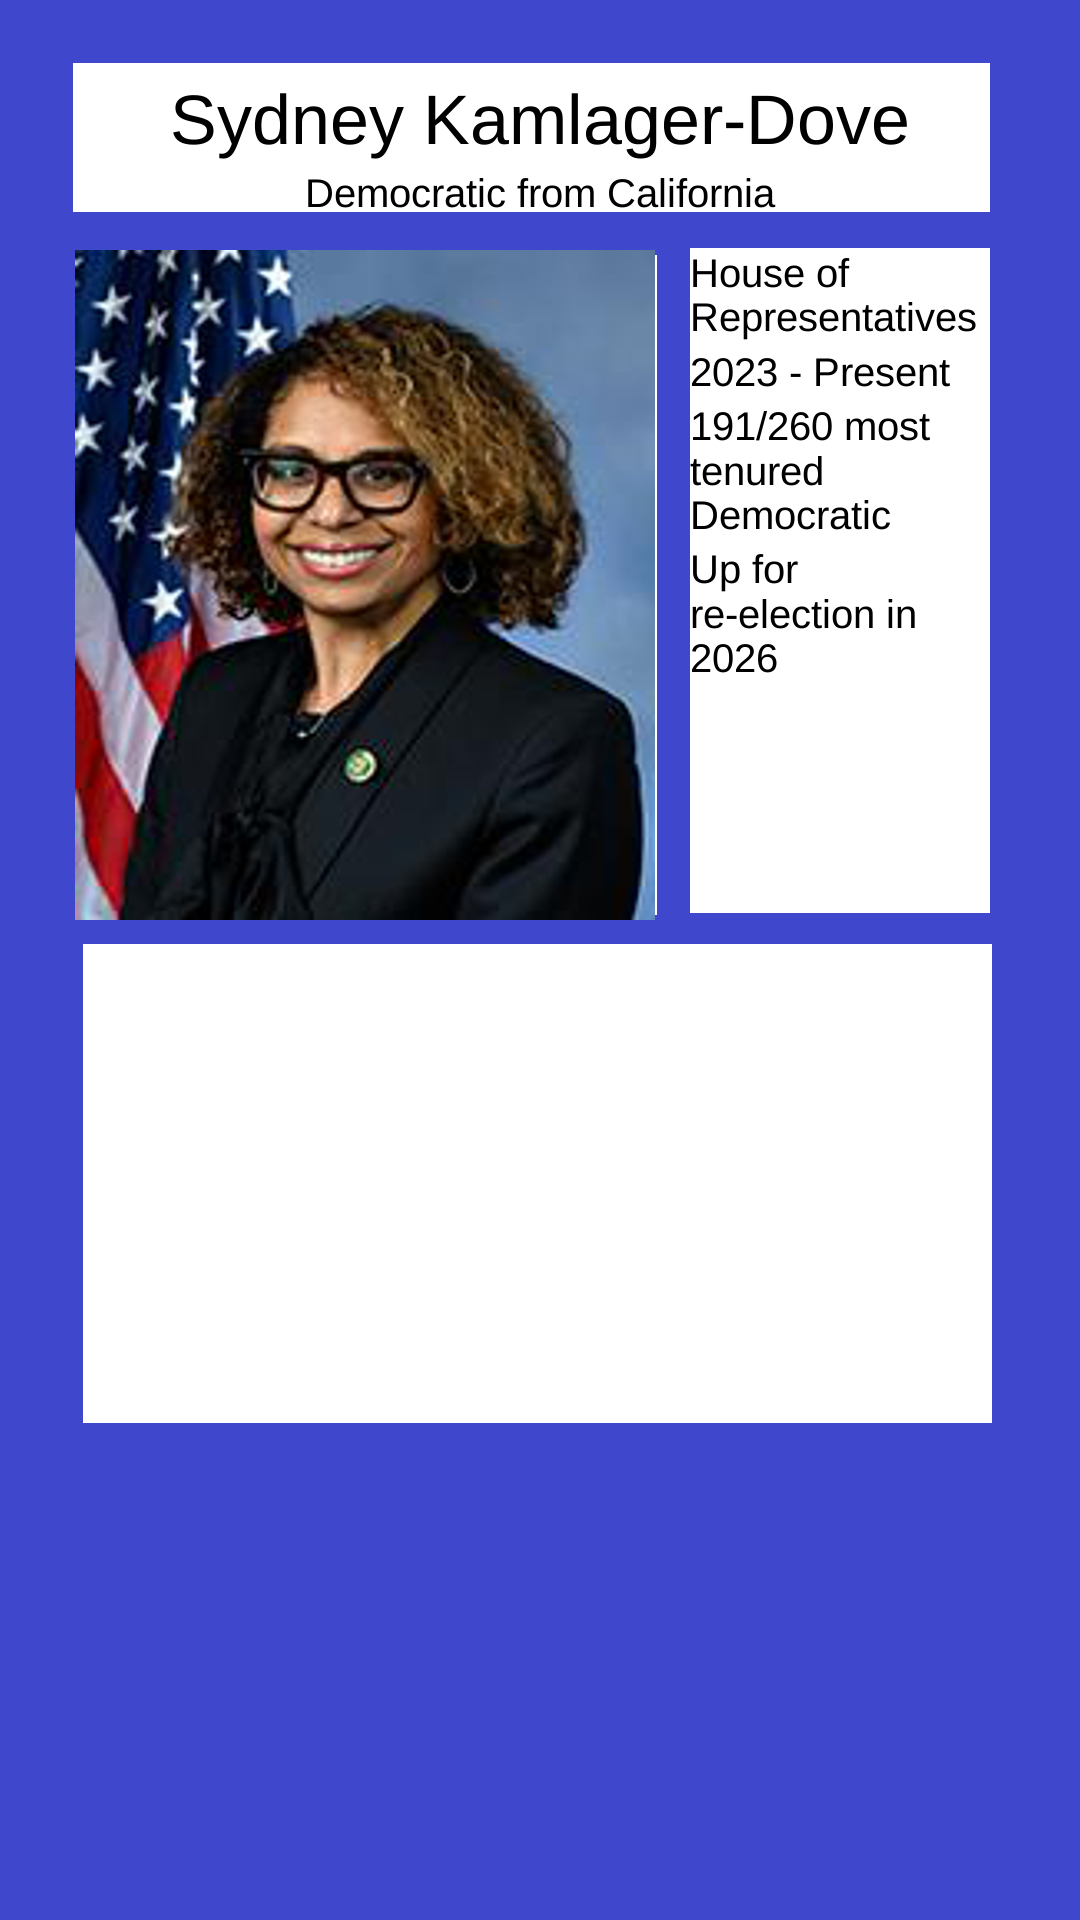 Sydney Kamlager-Dove
Democratic from California
House of
Representatives
2023 - Present
191/260 most
tenured
Democratic
Up for
re-election in
2026